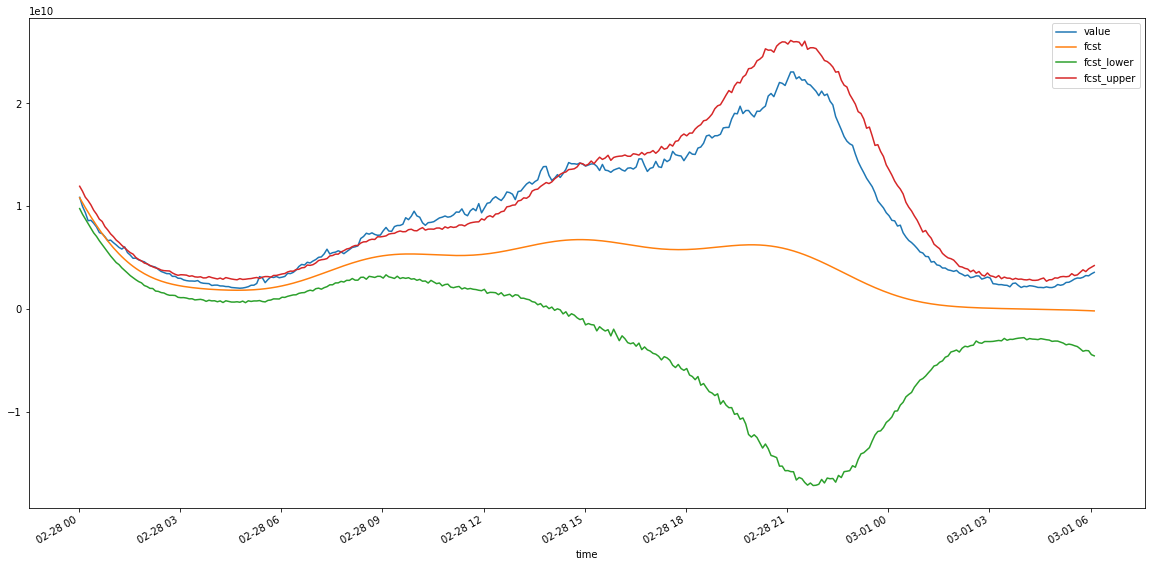 1e10
value
fcst
fcst_lower
fcst_upper
2
1
0
−1
02-28 00
02-28 03
02-28 06
02-28 09
02-28 12
02-28 15
02-28 18
02-28 21
03-01 00
03-01 03
03-01 06
time